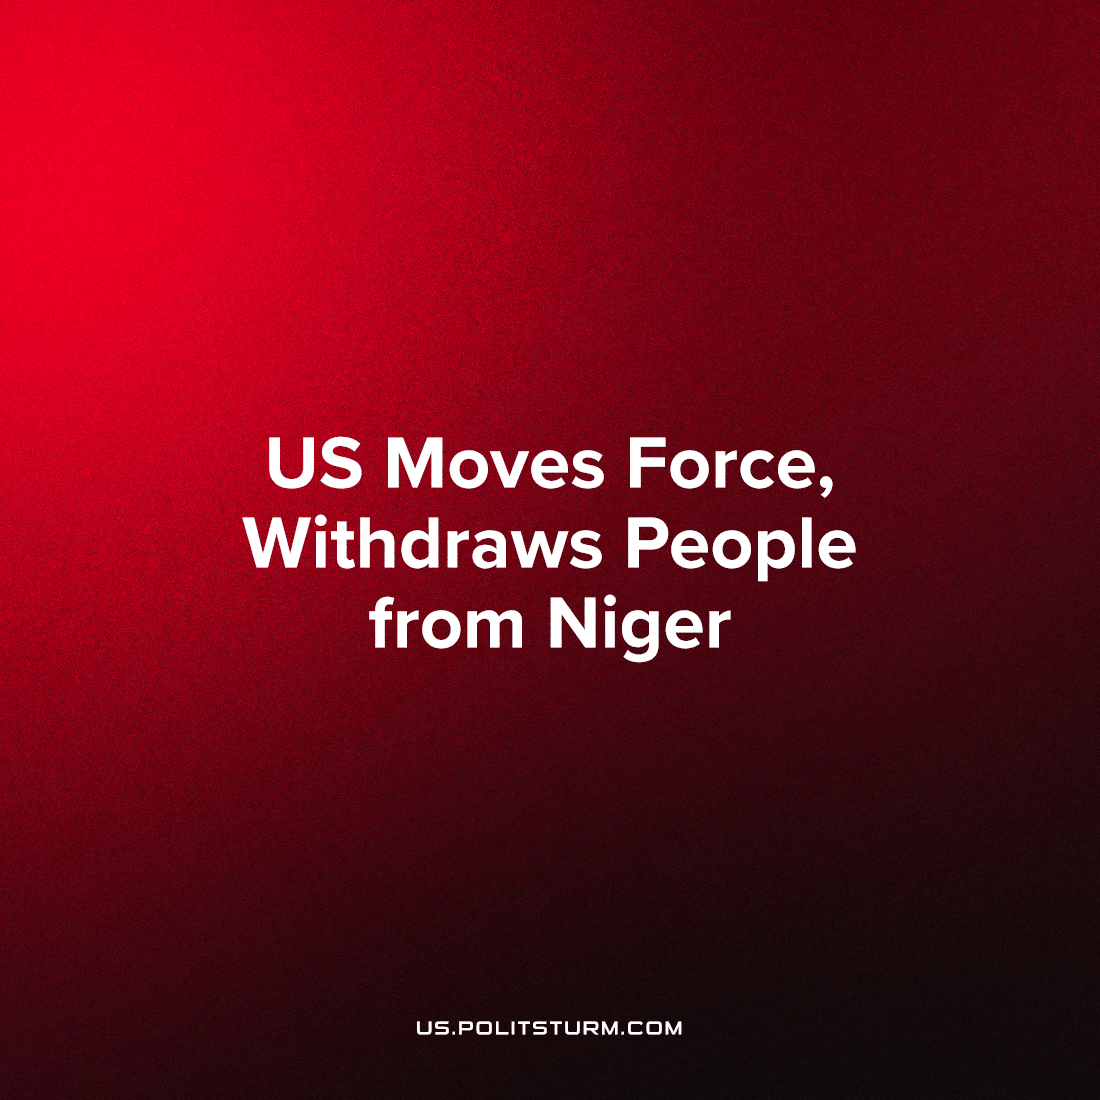 US Moves Force,
Withdraws People
from Niger
US.POLITSTURM.COM